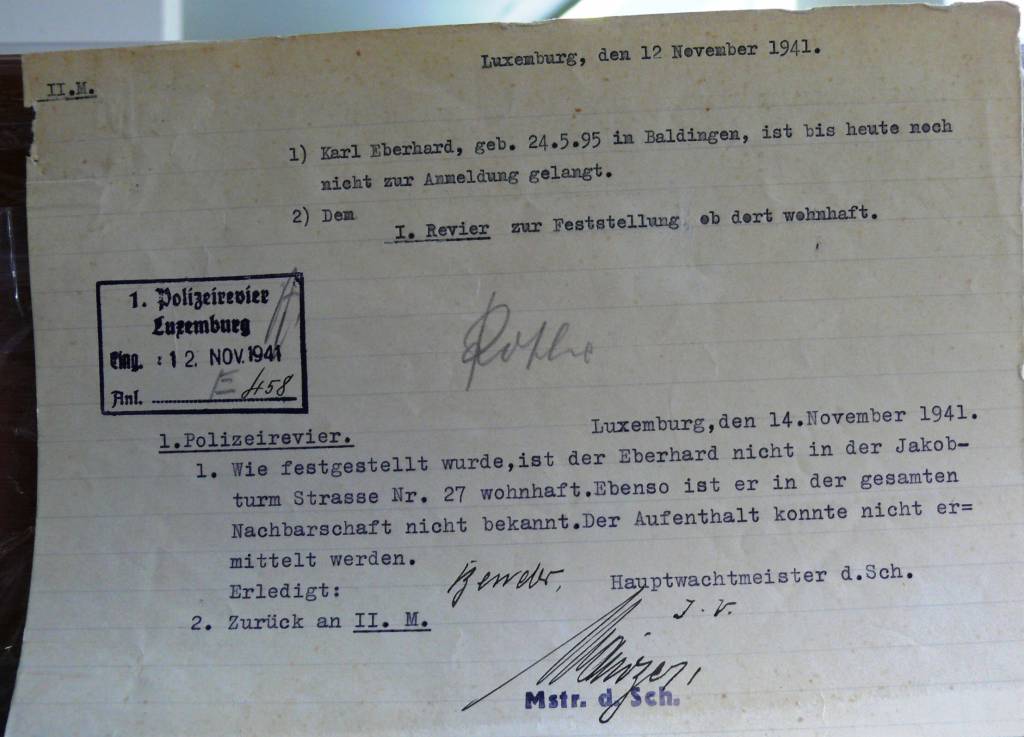 Luxemburg, den 12 November 1941.
II.M.
1) Karl Eberhard, geb. 24.5.95 in Baldingen, ist bis heute noch
nicht zur Anmeldung gelangt.
2) Dem
I. Revier zur Feststellung ob dort wohnhaft.
1. Polizeirevier
Luxemburg
Eing. : 12. NOV. 1941
Anl. E 458
1.Polizeirevier.
Luxemburg,den 14.November 1941.
1. Wie festgestellt wurde,ist der Eberhard nicht in der Jakob-
turm Strasse Nr. 27 wohnhaft.Ebenso ist er in der gesamten
Nachbarschaft nicht bekannt.Der Aufenthalt konnte nicht er=
mittelt werden.
Erledigt: Hauptwachtmeister d.Sch.
J. V.
2. Zurück an II. M.
Mstr. d. Sch.